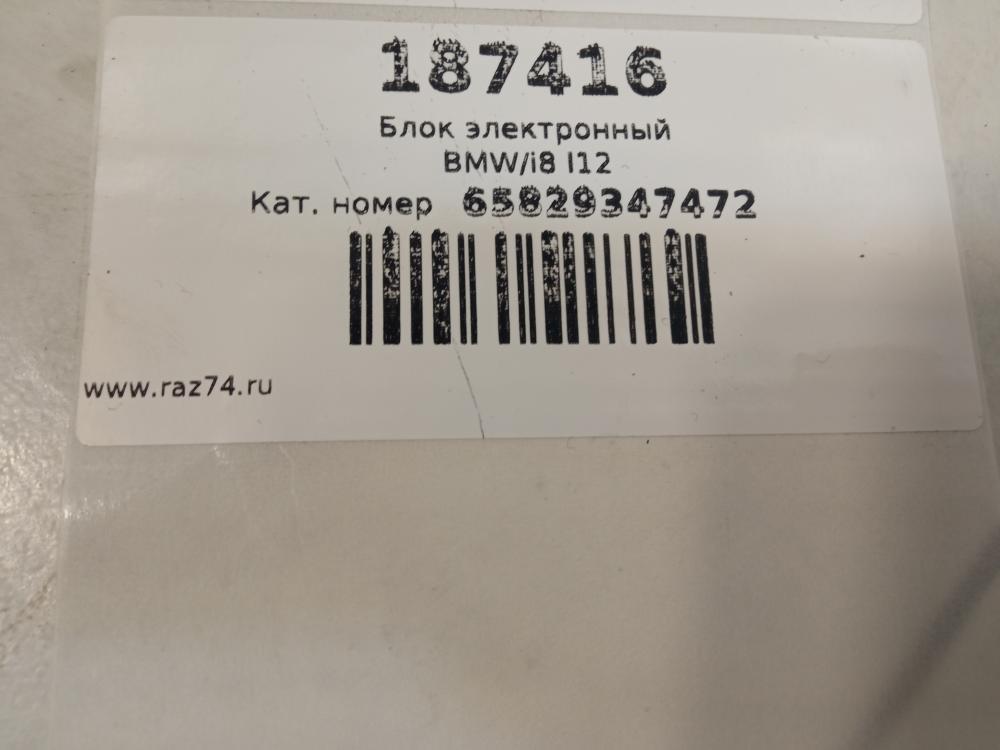 187416
Блок электронный
BMW/i8 I12
Кат. номер 65829347472
www.raz74.ru